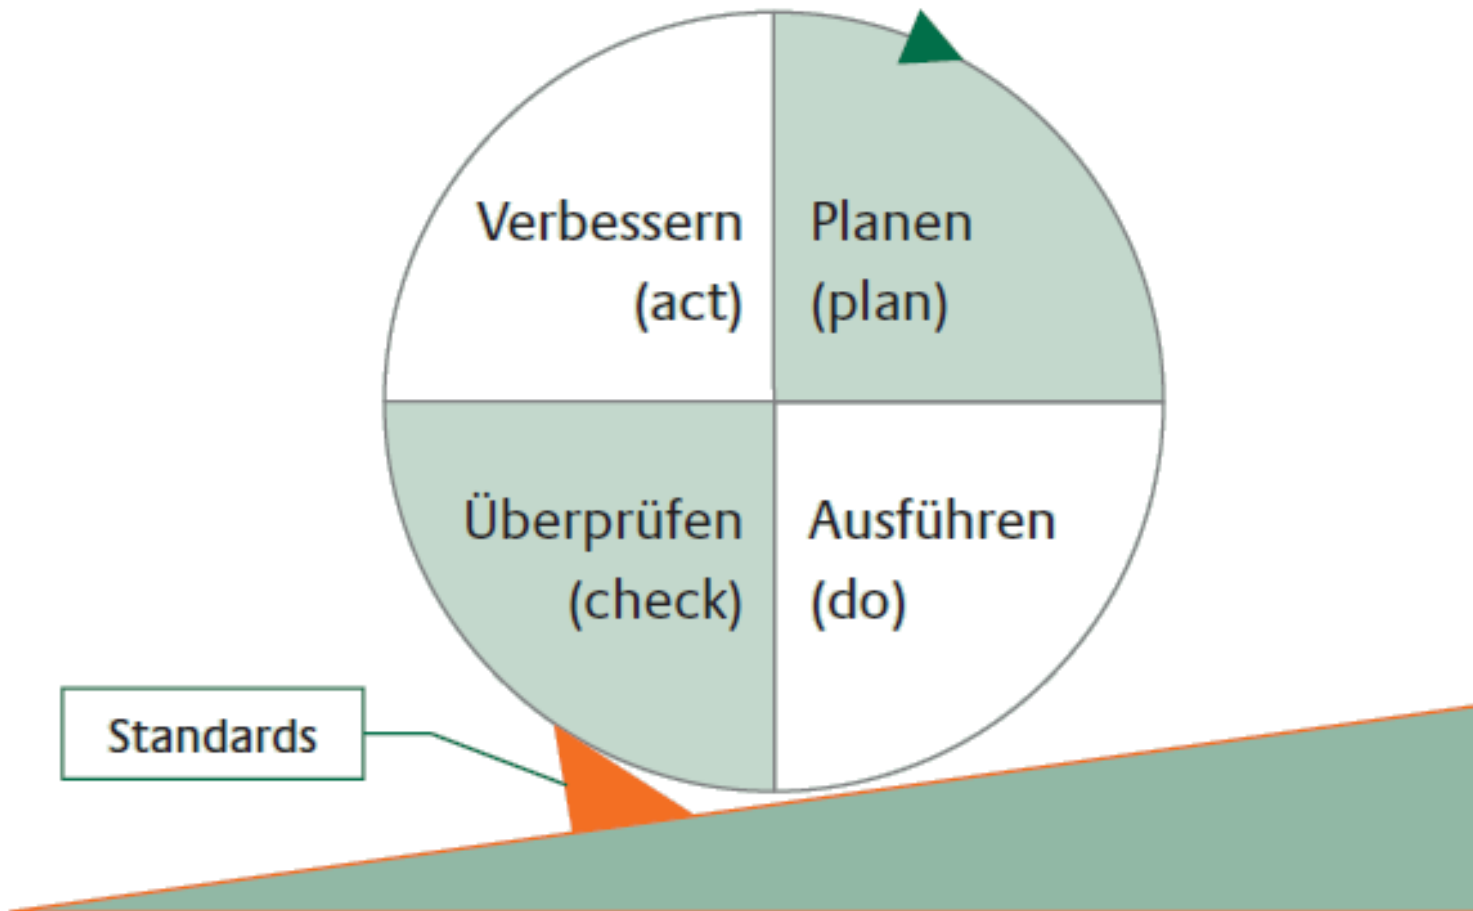 Verbessern
(act)
Planen
(plan)
Überprüfen
(check)
Ausführen
(do)
Standards